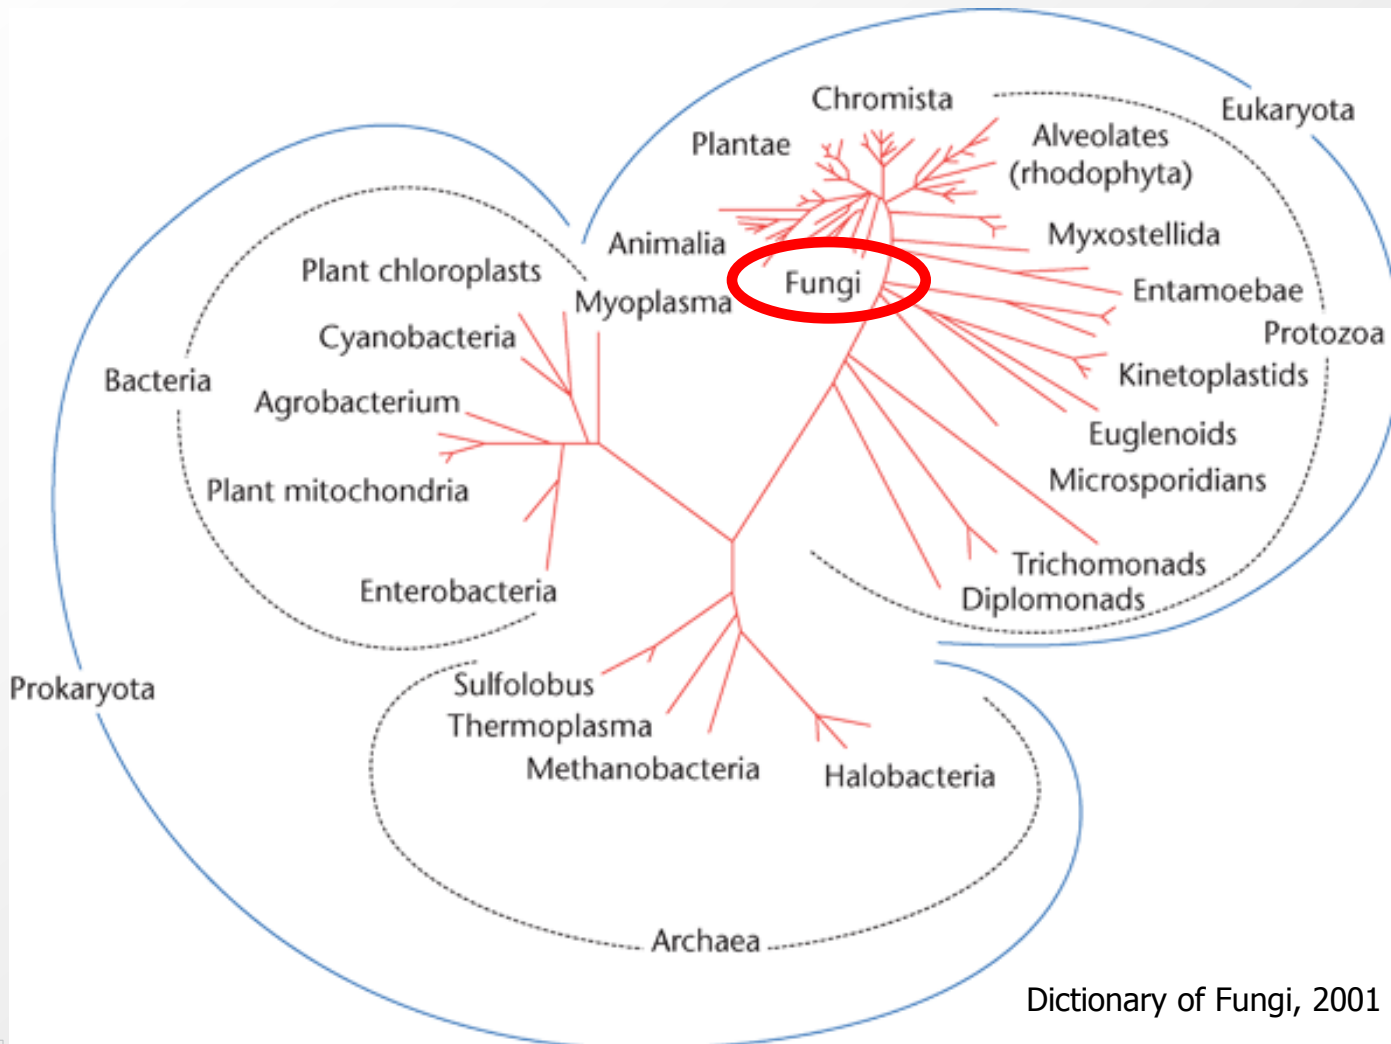 Chromista
Eukaryota
Plantae
Alveolates
(rhodophyta)
Animalia
Myxostellida
Plant chloroplasts
Fungi
Myoplasma
Entamoebae
Cyanobacteria
Protozoa
Bacteria
Kinetoplastids
Agrobacterium
Euglenoids
Plant mitochondria
Microsporidians
Trichomonads
Enterobacteria
Diplomonads
Prokaryota
Sulfolobus
Thermoplasma
Methanobacteria
Halobacteria
Archaea
Dictionary of Fungi, 2001